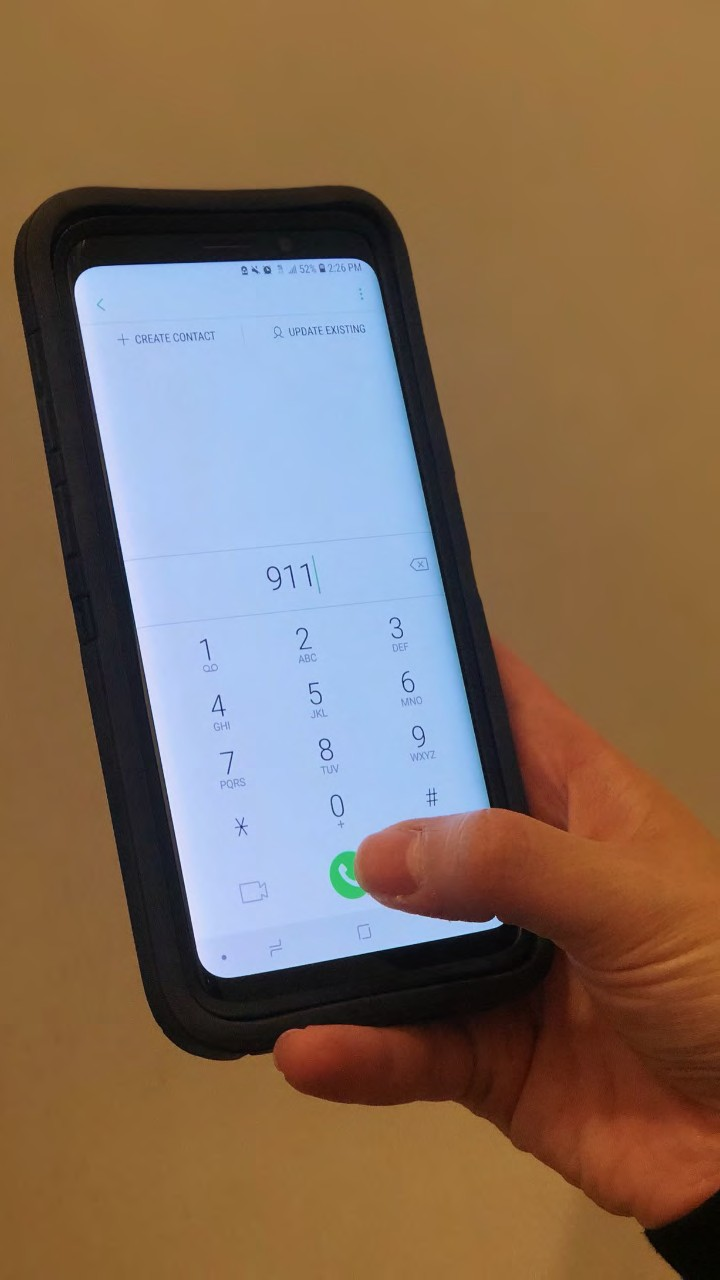 52% 2:26 PM
CREATE CONTACT UPDATE EXISTING
911
1 2 3
ABC DEF
4 5 6
GHI JKL MNO
7 8 9
PQRS TUV WXYZ
* 0 #
+